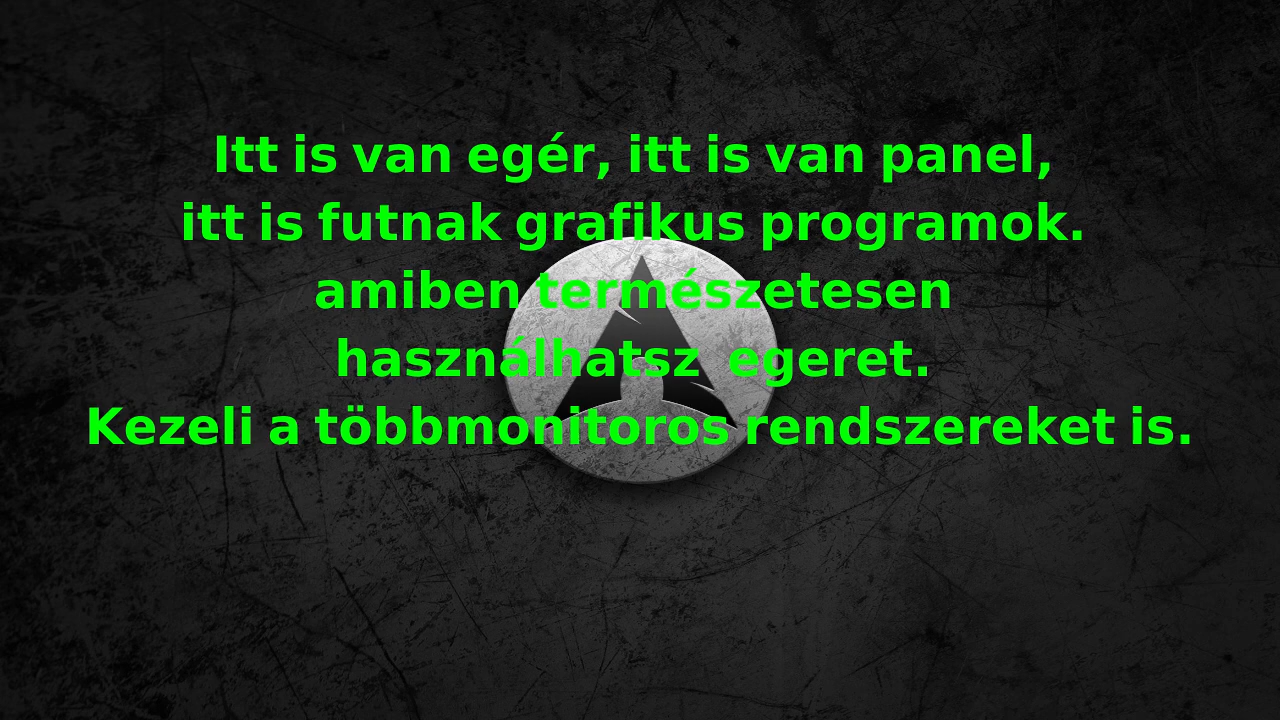 Itt is van egér, itt is van panel,
itt is futnak grafikus programok.
amiben természetesen
használhatsz  egeret.
Kezeli a többmonitoros rendszereket is.